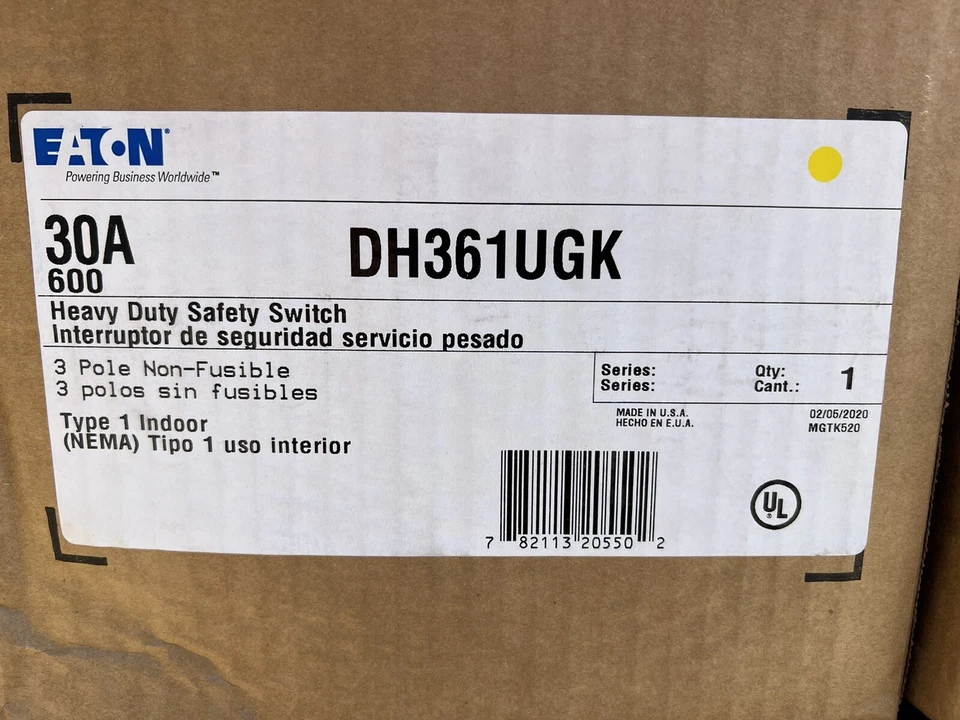 EATON®
Powering Business Worldwide™
30A
600
DH361UGK
Heavy Duty Safety Switch
Interruptor de seguridad servicio pesado
3 Pole Non-Fusible
3 polos sin fusibles
Type 1 Indoor
(NEMA) Tipo 1 uso interior
Series:
Series:
Qty:
Cant.:
1
MADE IN U.S.A.
HECHO EN E.U.A.
02/05/2020
MGTK520
7 82113 20550 2
UL®